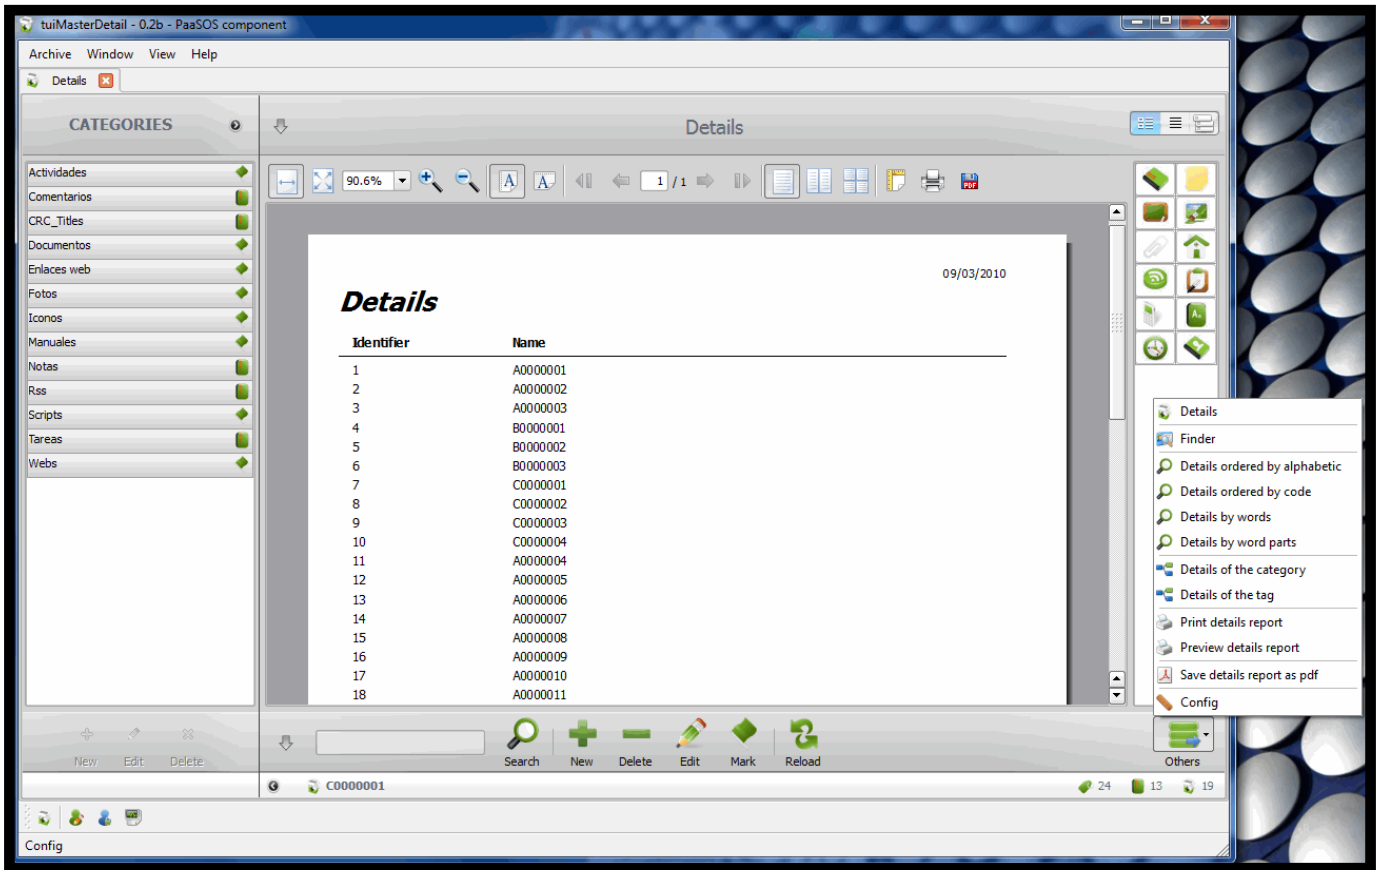 tuiMasterDetail - 0.2b - PaaSOS component
Archive Window View Help
Details
CATEGORIES
Details
Actividades
Comentarios
CRC_Titles
Documentos
Enlaces web
Fotos
Iconos
Manuales
Notas
Rss
Scripts
Tareas
Webs
90.6%
A
A
1 / 1
PDF
09/03/2010
Details
Identifier Name
1 A0000001
2 A0000002
3 A0000003
4 B0000001
5 B0000002
6 B0000003
7 C0000001
8 C0000002
9 C0000003
10 C0000004
11 A0000004
12 A0000005
13 A0000006
14 A0000007
15 A0000008
16 A0000009
17 A0000010
18 A0000011
Details
Finder
Details ordered by alphabetic
Details ordered by code
Details by words
Details by word parts
Details of the category
Details of the tag
Print details report
Preview details report
Save details report as pdf
Config
New Edit Delete
Search New Delete Edit Mark Reload
Others
C0000001
24 13 19
Config